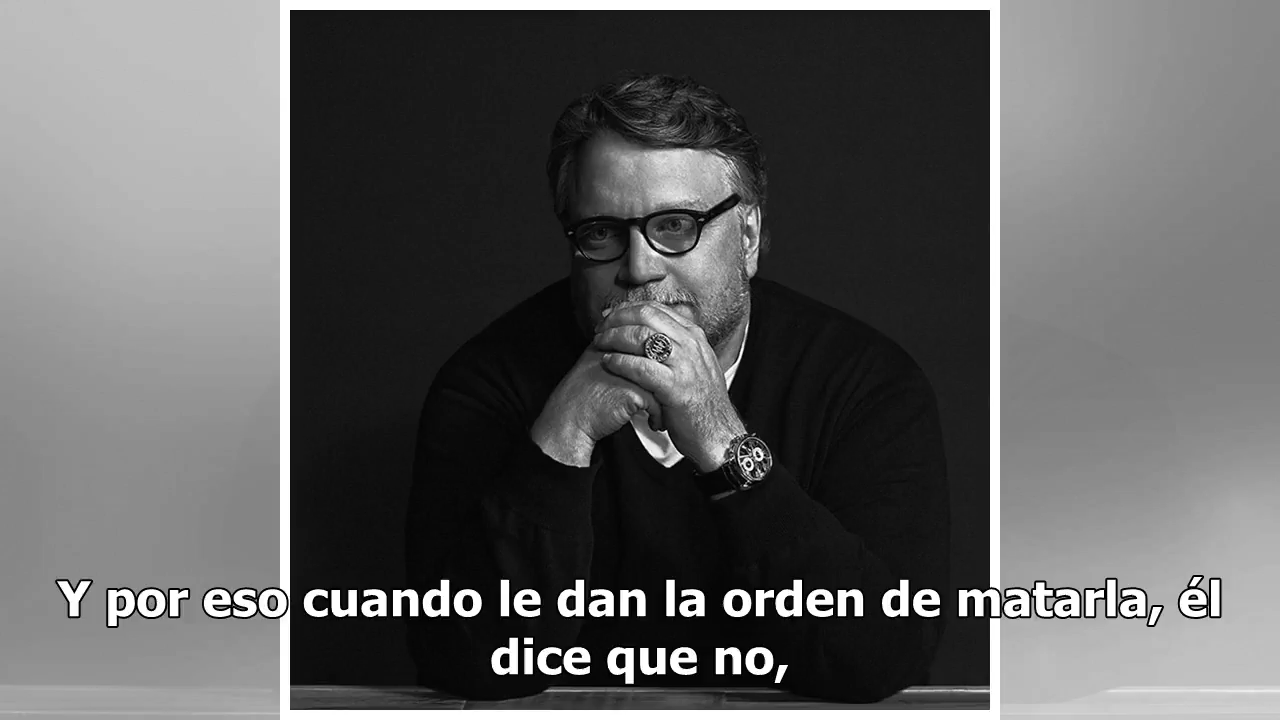 Y por eso cuando le dan la orden de matarla, él
dice que no,